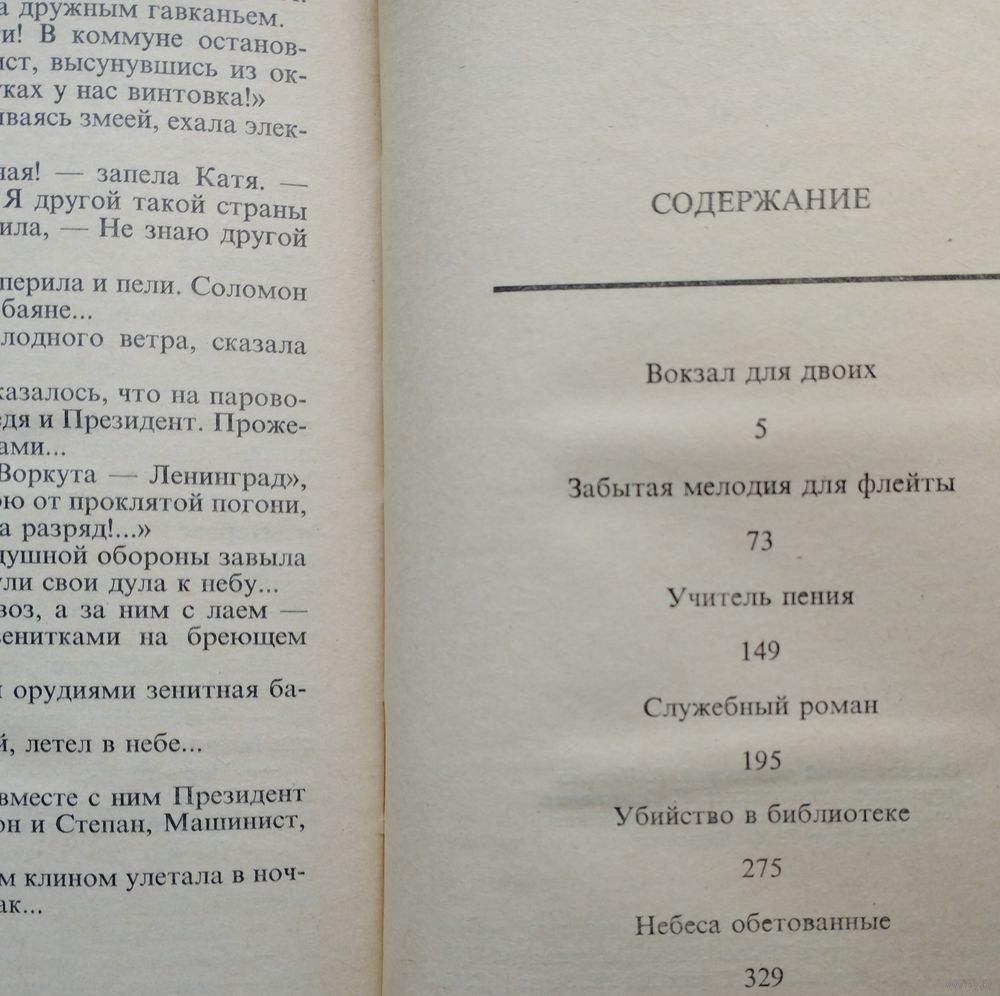 а дружным гавканьем.
ти! В коммуне останов-
ист, высунувшись из ок-
уках у нас винтовка!»
иваясь змеей, ехала элек-
ная! — запела Катя. —
Я другой такой страны
ила, — Не знаю другой
перила и пели. Соломон
баяне...
лодного ветра, сказала
казалось, что на парово-
едя и Президент. Проже-
ами...
Воркута — Ленинград»,
рю от проклятой погони,
а разряд!...»
душной обороны завыла
ули свои дула к небу...
воз, а за ним с лаем —
венитками на бреющем
и орудиями зенитная ба-
й, летел в небе...
вместе с ним Президент
он и Степан, Машинист,
м клином улетала в ноч-
ак...
СОДЕРЖАНИЕ
Вокзал для двоих
5
Забытая мелодия для флейты
73
Учитель пения
149
Служебный роман
195
Убийство в библиотеке
275
Небеса обетованные
329